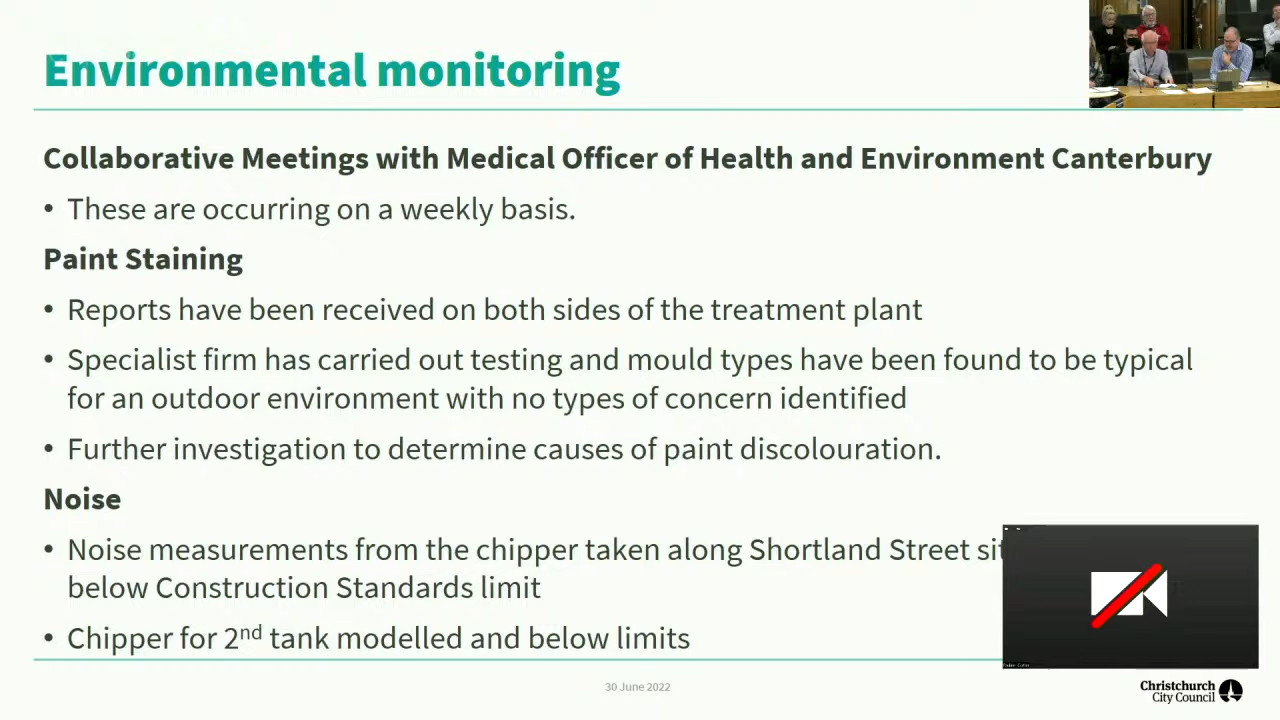 Environmental monitoring
Collaborative Meetings with Medical Officer of Health and Environment Canterbury
• These are occurring on a weekly basis.
Paint Staining
• Reports have been received on both sides of the treatment plant
• Specialist firm has carried out testing and mould types have been found to be typical
for an outdoor environment with no types of concern identified
• Further investigation to determine causes of paint discolouration.
Noise
• Noise measurements from the chipper taken along Shortland Street
below Construction Standards limit
• Chipper for 2nd tank modelled and below limits
30 June 2022
Christchurch
City Council